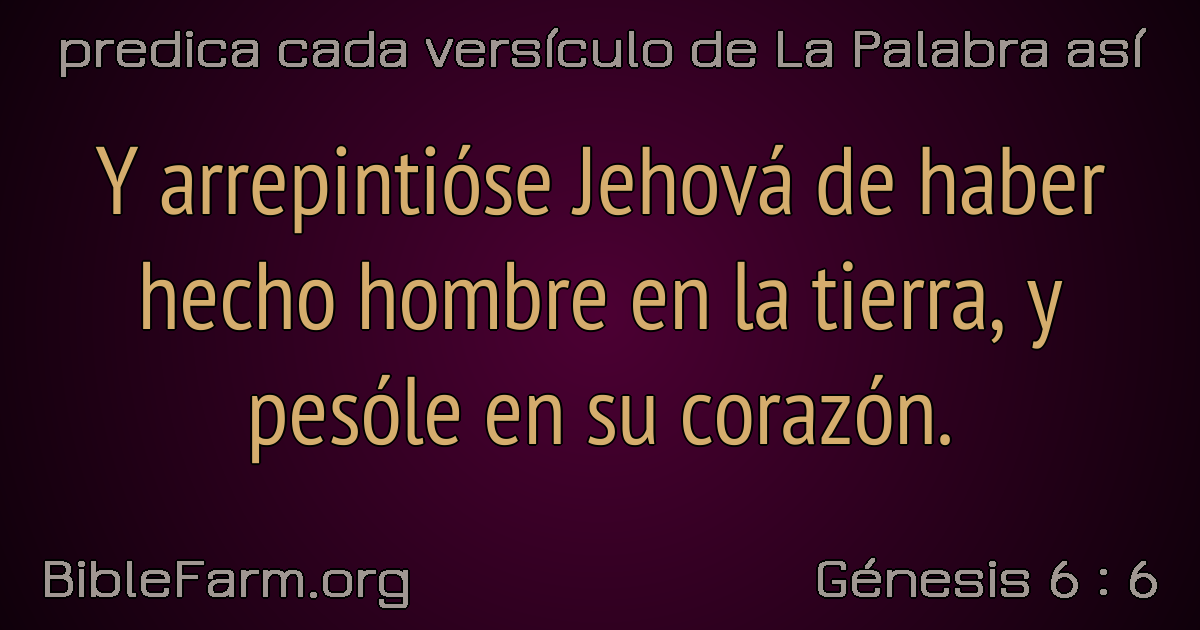 predica cada versículo de La Palabra así
Y arrepintióse Jehová de haber
hecho hombre en la tierra, y
pesóle en su corazón.
BibleFarm.org
Génesis 6 : 6